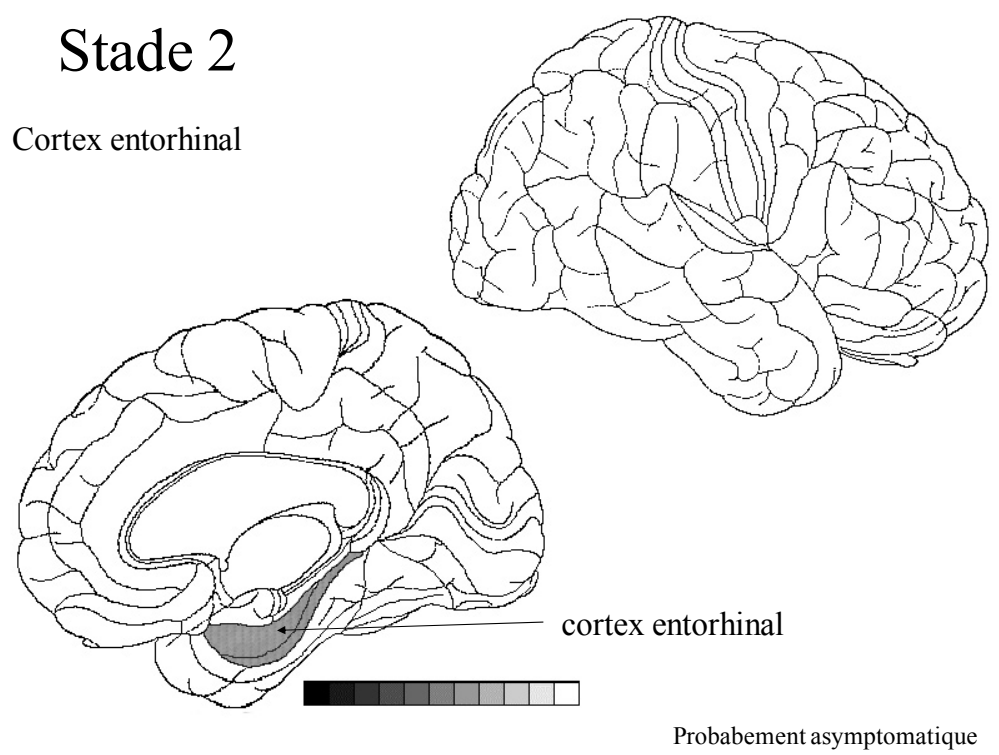 Stade 2
Cortex entorhinal
cortex entorhinal
Probabement asymptomatique